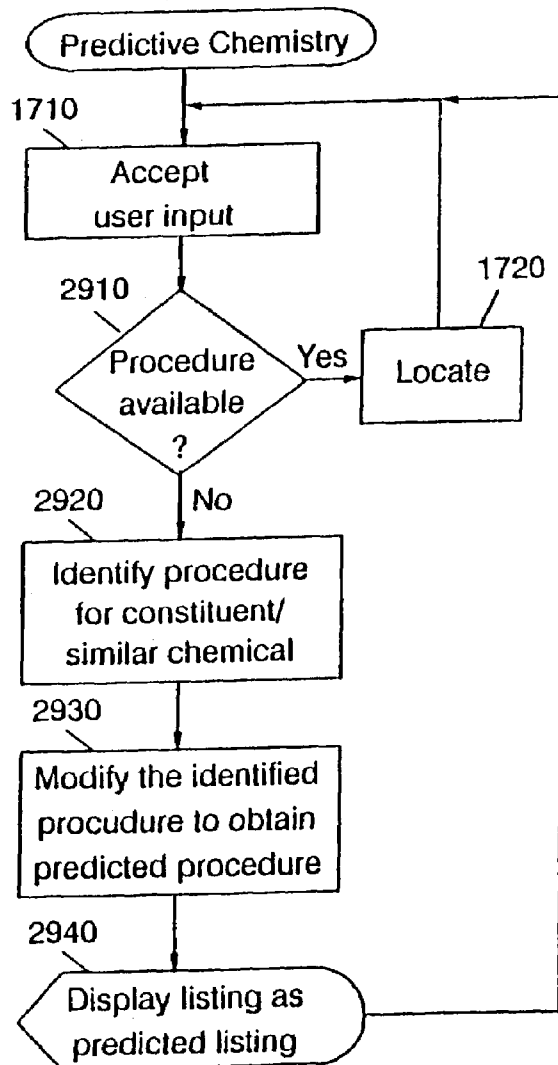 Predictive Chemistry
1710
Accept
user input
2910
Procedure
available
?
Yes
1720
Locate
No
2920
Identify procedure
for constituent/
similar chemical
2930
Modify the identified
procudure to obtain
predicted procedure
2940
Display listing as
predicted listing